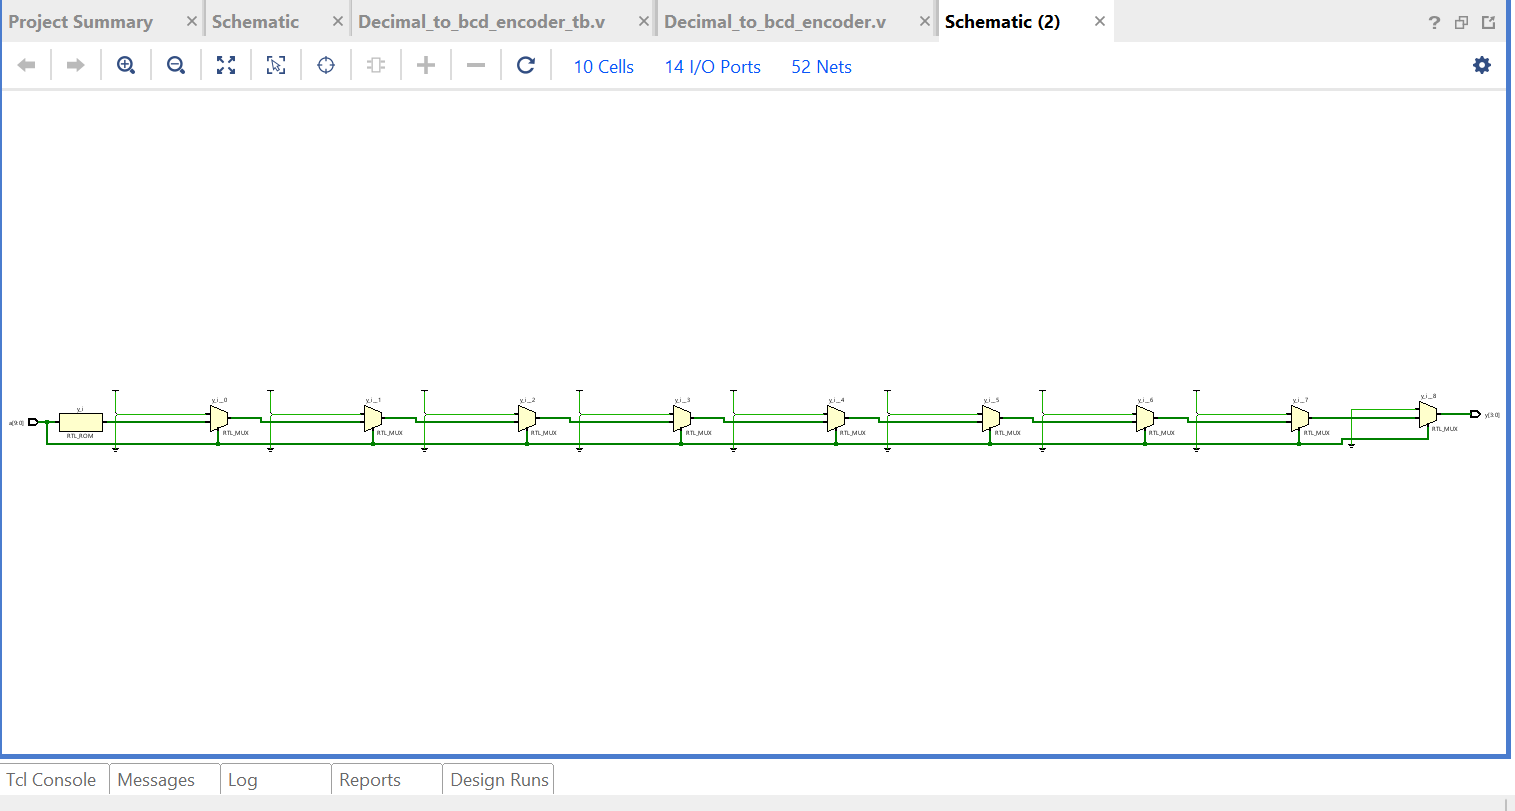 Project Summary × Schematic × Decimal_to_bcd_encoder_tb.v × Decimal_to_bcd_encoder.v × Schematic (2) × ?
10 Cells 14 I/O Ports 52 Nets
y_i y_i__0 y_i__1 y_i__2 y_i__3 y_i__4 y_i__5 y_i__6 y_i__7 y_i__8
a[9:0] y[3:0]
RTL_ROM RTL_MUX RTL_MUX RTL_MUX RTL_MUX RTL_MUX RTL_MUX RTL_MUX RTL_MUX RTL_MUX
Tcl Console Messages Log Reports Design Runs